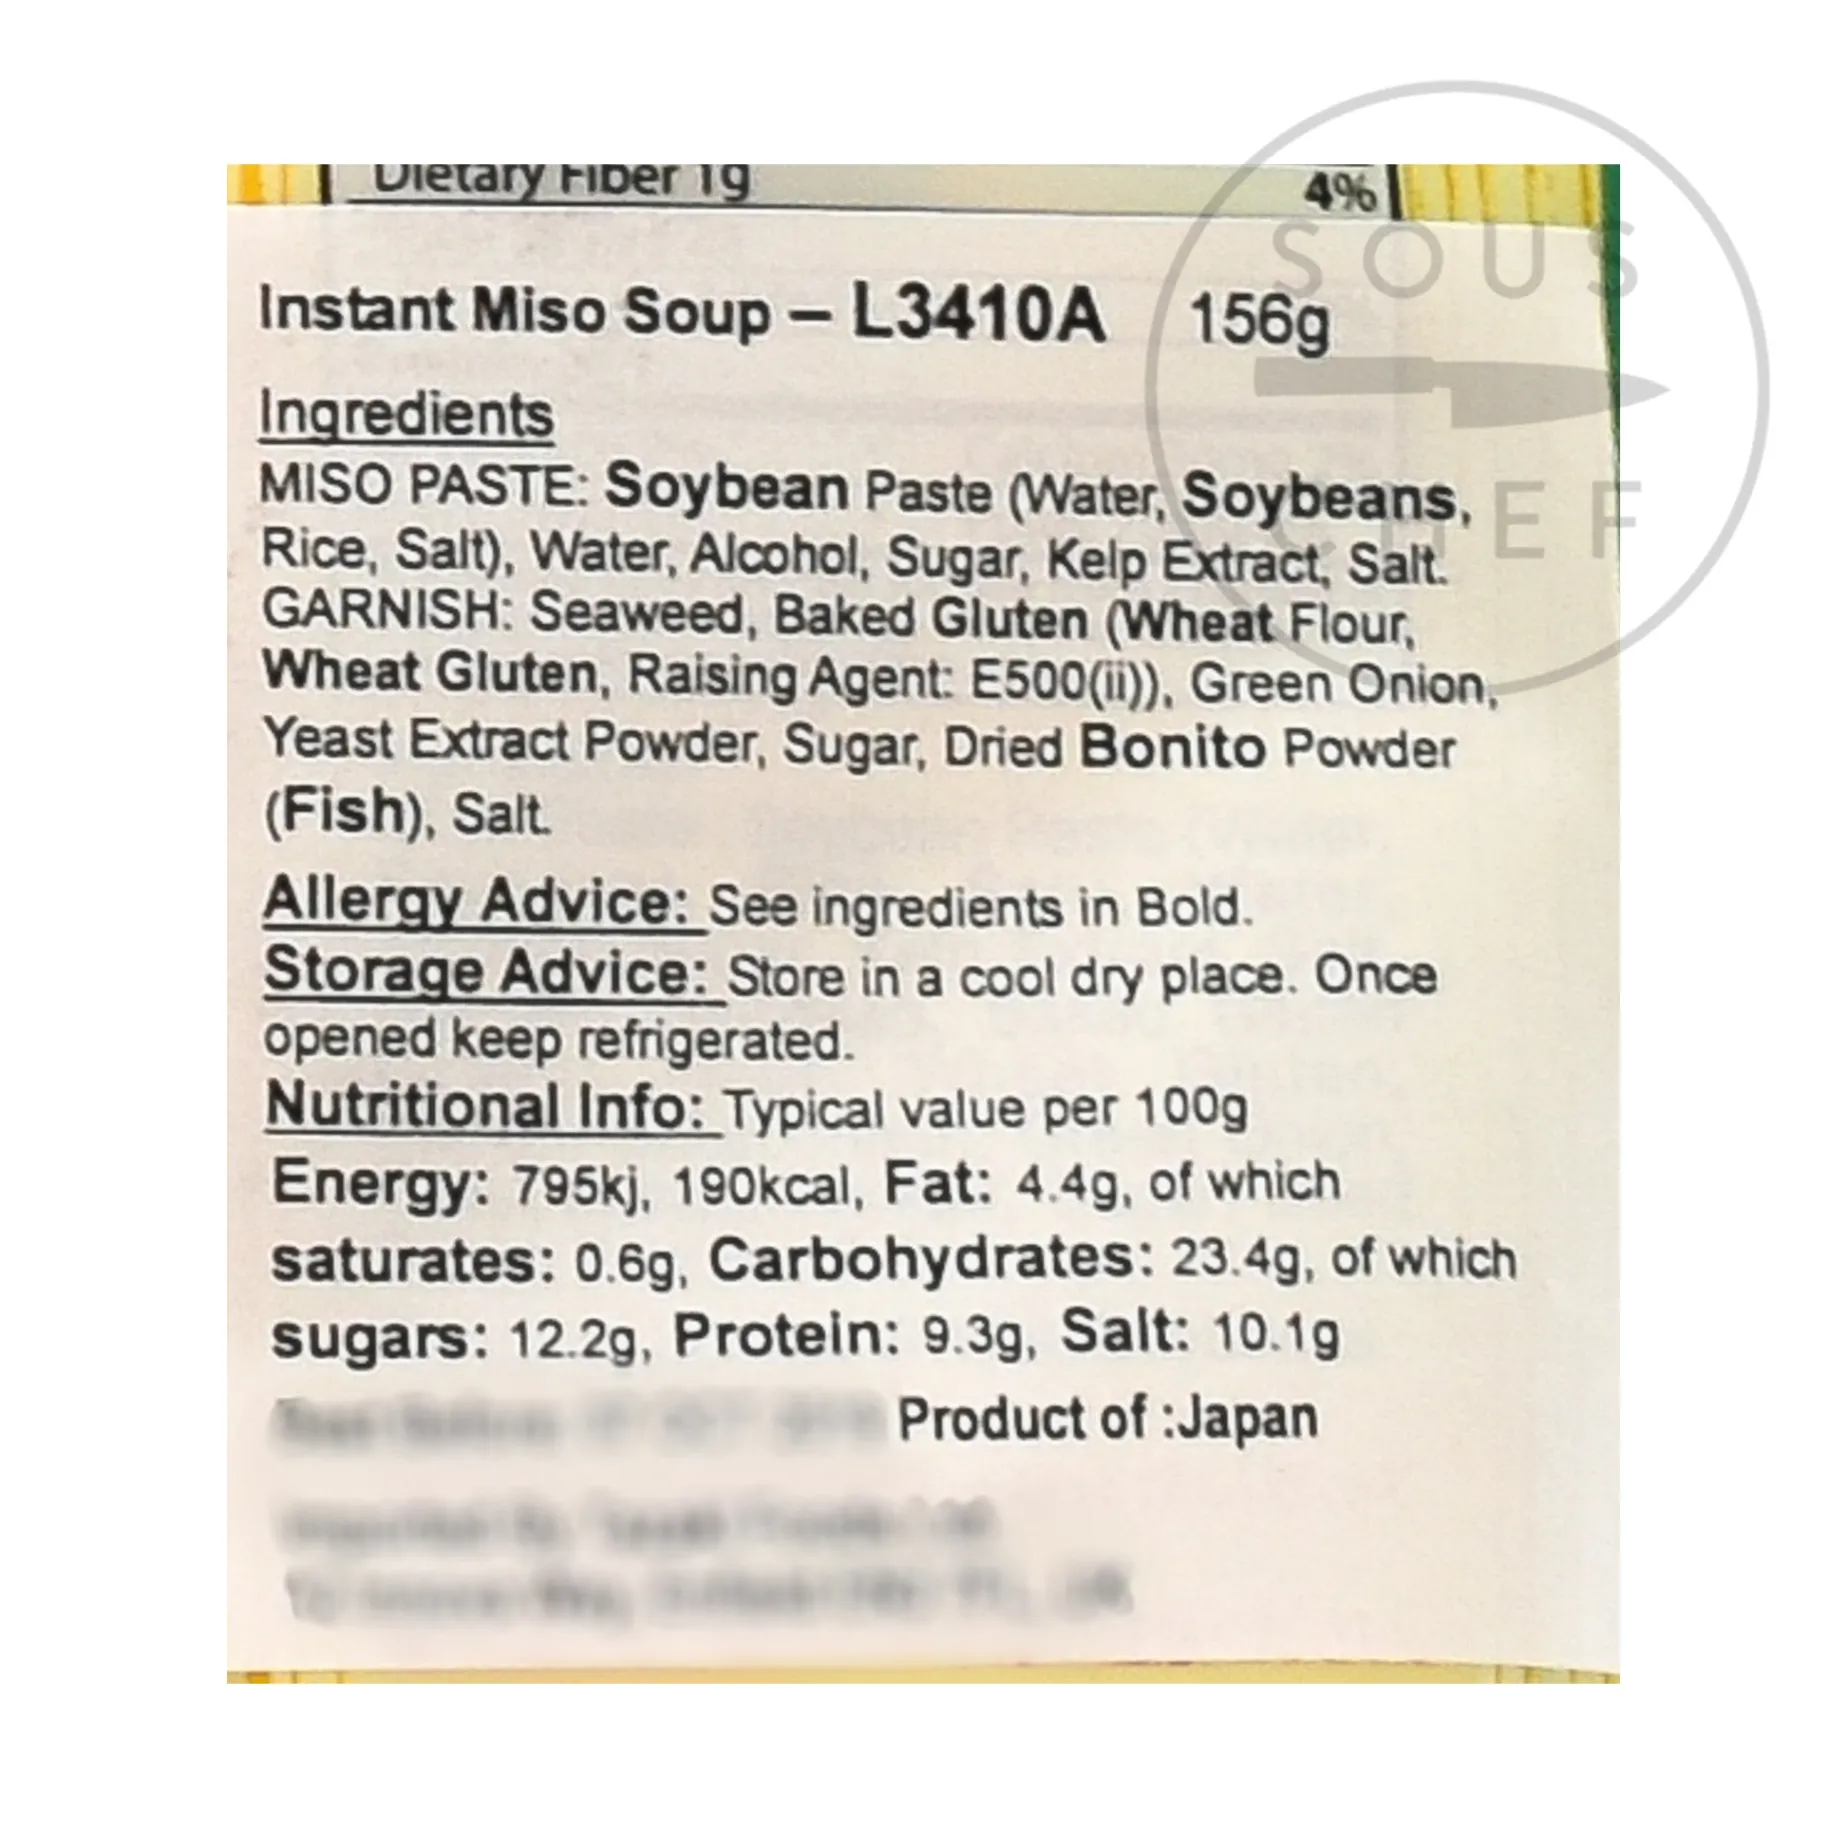 Dietary Fiber 1g 4%
SOUS
CHEF
Instant Miso Soup – L3410A 156g
Ingredients
MISO PASTE: Soybean Paste (Water, Soybeans,
Rice, Salt), Water, Alcohol, Sugar, Kelp Extract, Salt.
GARNISH: Seaweed, Baked Gluten (Wheat Flour,
Wheat Gluten, Raising Agent: E500(ii)), Green Onion,
Yeast Extract Powder, Sugar, Dried Bonito Powder
(Fish), Salt.
Allergy Advice: See ingredients in Bold.
Storage Advice: Store in a cool dry place. Once
opened keep refrigerated.
Nutritional Info: Typical value per 100g
Energy: 795kj, 190kcal, Fat: 4.4g, of which
saturates: 0.6g, Carbohydrates: 23.4g, of which
sugars: 12.2g, Protein: 9.3g, Salt: 10.1g
Product of :Japan